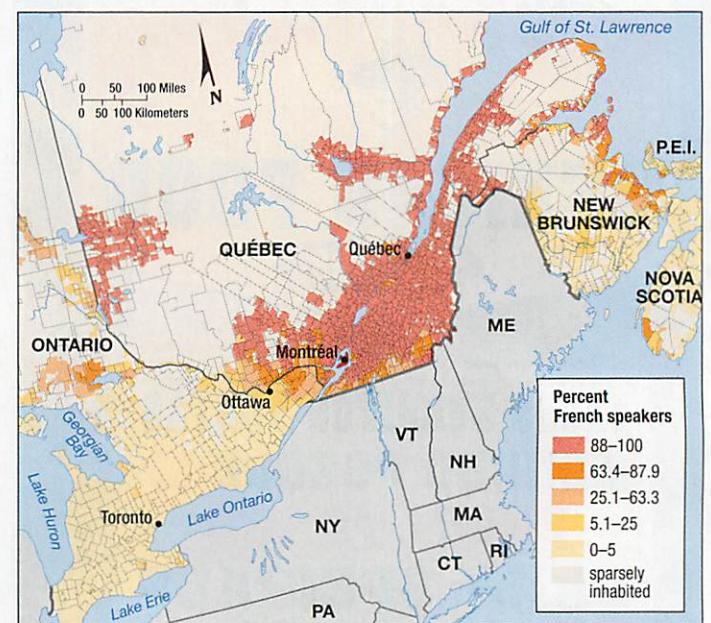 Gulf of St. Lawrence
0 50 100 Miles
0 50 100 Kilometers
N
P.E.I.
NEW
BRUNSWICK
QUÉBEC
Québec
NOVA
SCOTIA
ONTARIO
ME
Montréal
Ottawa
Georgian
Bay
VT
NH
Lake Huron
Toronto
Lake Ontario
NY
MA
CT
RI
Lake Erie
PA
Percent
French speakers
88–100
63.4–87.9
25.1–63.3
5.1–25
0–5
sparsely
inhabited